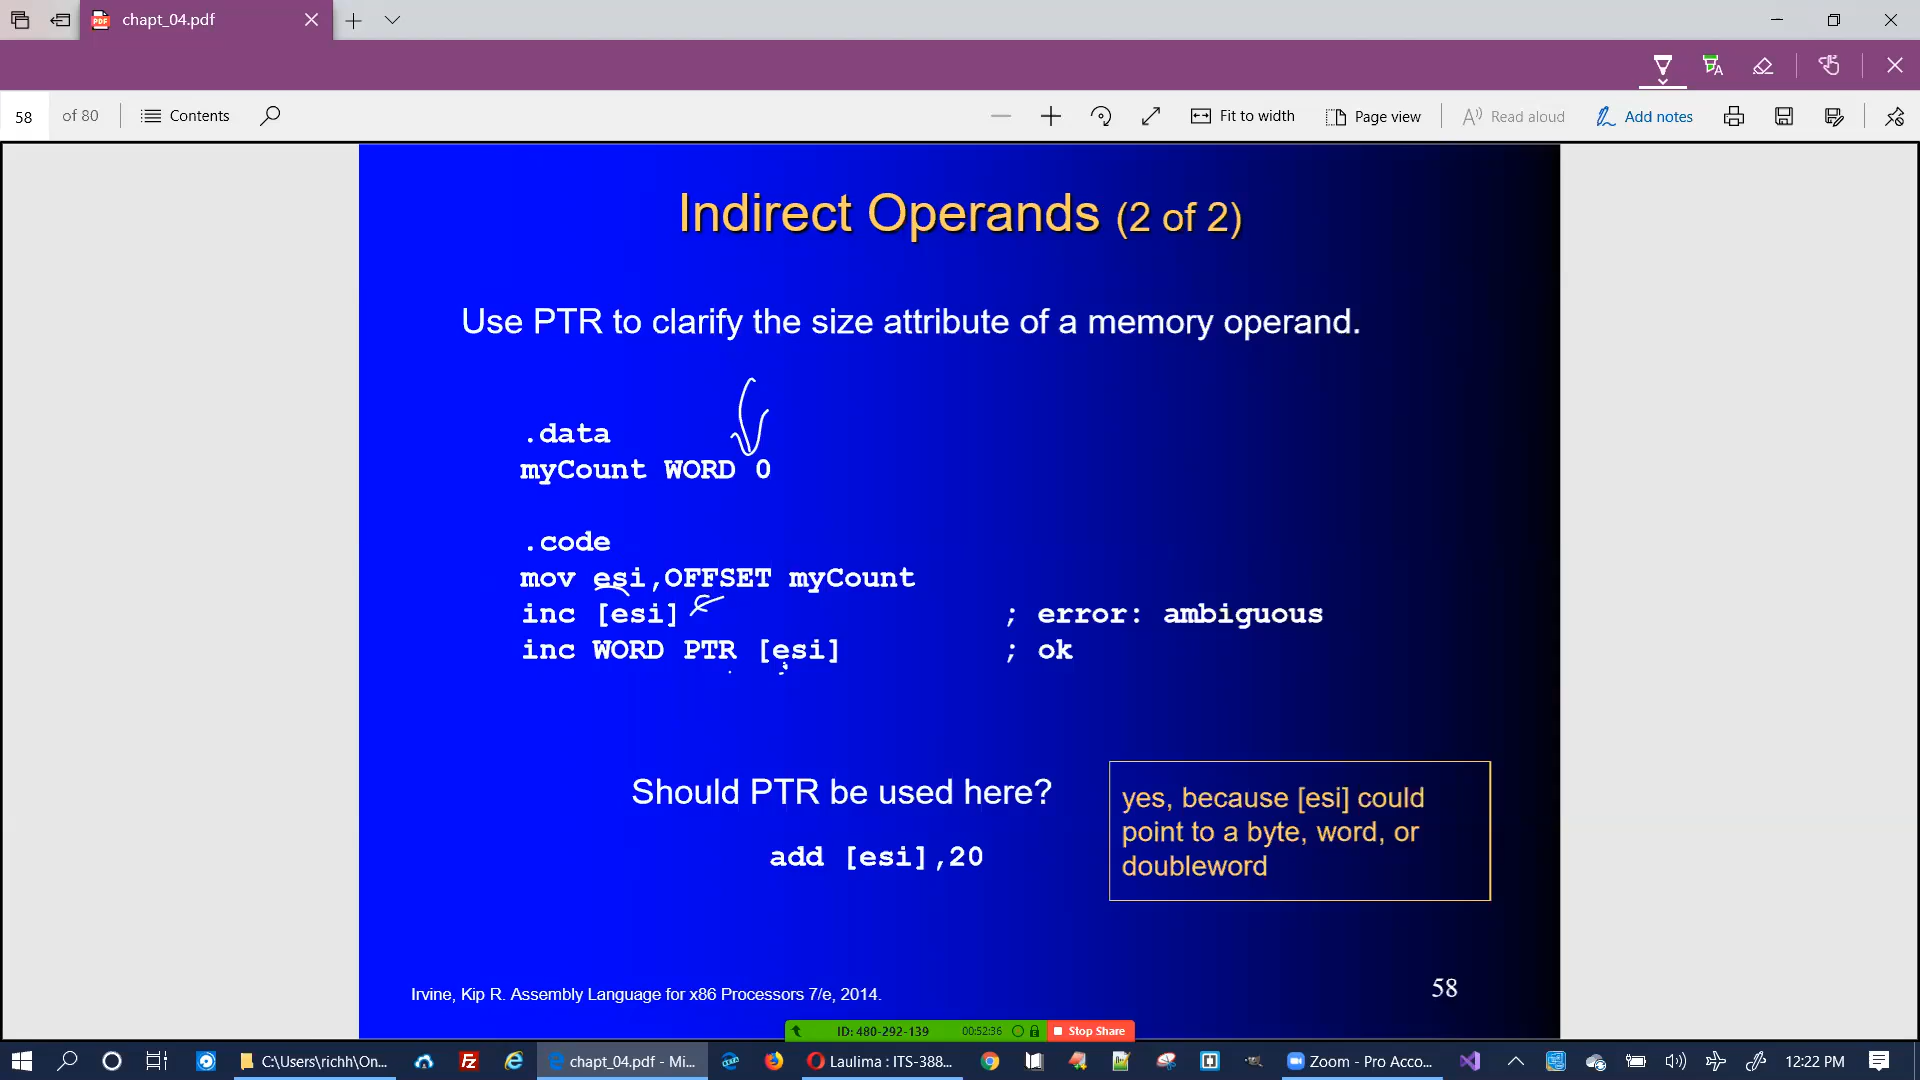 chapt_04.pdf
58 of 80 Contents Fit to width Page view Read aloud Add notes
Indirect Operands (2 of 2)
Use PTR to clarify the size attribute of a memory operand.
.data
myCount WORD 0
.code
mov esi,OFFSET myCount
inc [esi] ; error: ambiguous
inc WORD PTR [esi] ; ok
Should PTR be used here?
add [esi],20
yes, because [esi] could
point to a byte, word, or
doubleword
Irvine, Kip R. Assembly Language for x86 Processors 7/e, 2014.
58
ID: 480-292-139 00:52:36 Stop Share
C:\Users\richh\On... chapt_04.pdf - Mi... Laulima : ITS-388... Zoom - Pro Acco... 12:22 PM